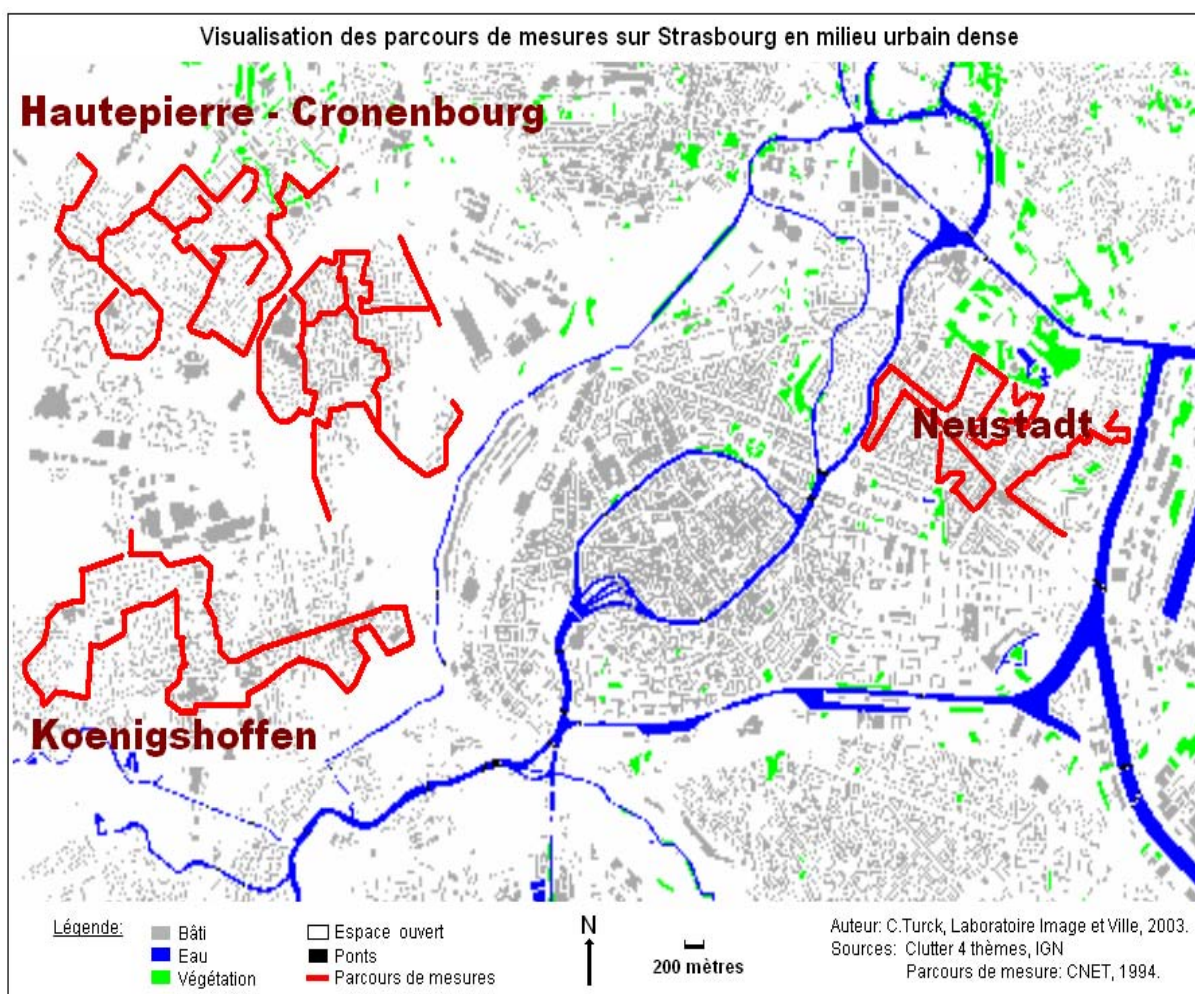 Visualisation des parcours de mesures sur Strasbourg en milieu urbain dense
Hautepierre - Cronenbourg
Neustadt
Koenigshoffen
Légende:
Bâti
Eau
Végétation
Espace ouvert
Ponts
Parcours de mesures
N
200 mètres
Auteur: C.Turck, Laboratoire Image et Ville, 2003.
Sources: Clutter 4 thèmes, IGN
Parcours de mesure: CNET, 1994.